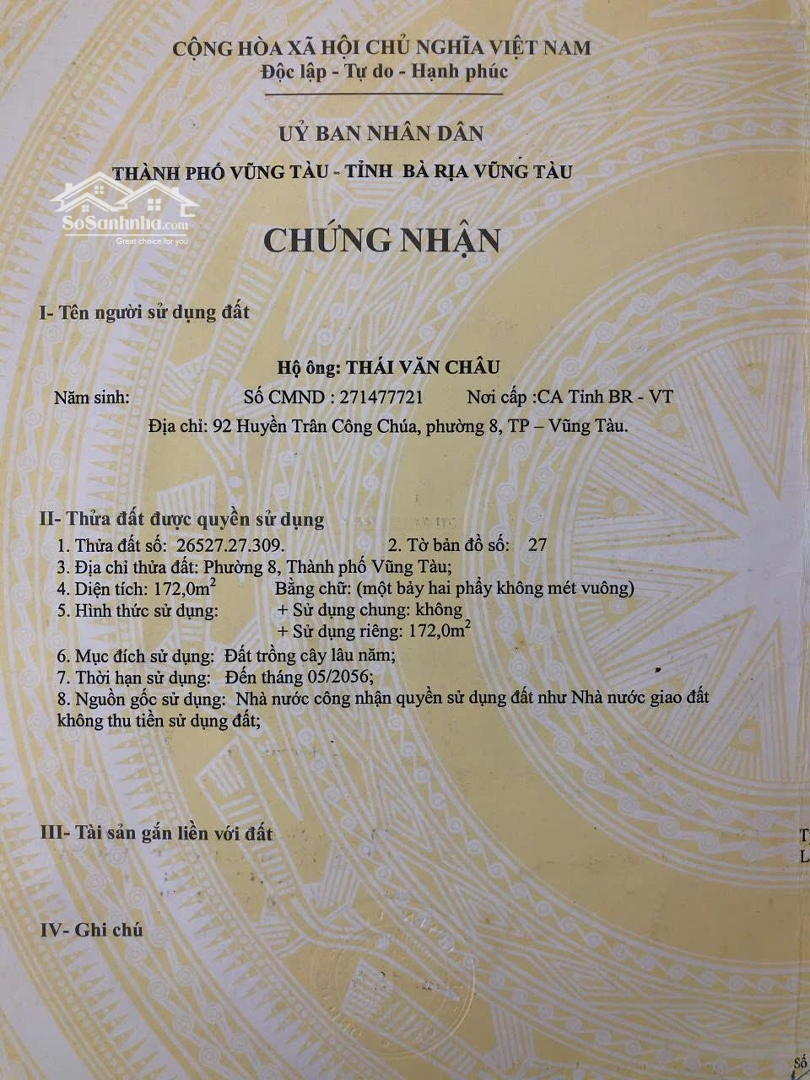 CỘNG HÒA XÃ HỘI CHỦ NGHĨA VIỆT NAM
Độc lập - Tự do - Hạnh phúc
UỶ BAN NHÂN DÂN
THÀNH PHỐ VŨNG TÀU - TỈNH BÀ RỊA VŨNG TÀU
SoSanhnha.com
Great choice for you
CHỨNG NHẬN
I- Tên người sử dụng đất
Hộ ông: THÁI VĂN CHÂU
Năm sinh: Số CMND : 271477721 Nơi cấp :CA Tỉnh BR - VT
Địa chỉ: 92 Huyền Trân Công Chúa, phường 8, TP – Vũng Tàu.
II- Thửa đất được quyền sử dụng
1. Thửa đất số: 26527.27.309. 2. Tờ bản đồ số: 27
3. Địa chỉ thửa đất: Phường 8, Thành phố Vũng Tàu;
4. Diện tích: 172,0m² Bằng chữ: (một bảy hai phẩy không mét vuông)
5. Hình thức sử dụng: + Sử dụng chung: không
+ Sử dụng riêng: 172,0m²
6. Mục đích sử dụng: Đất trồng cây lâu năm;
7. Thời hạn sử dụng: Đến tháng 05/2056;
8. Nguồn gốc sử dụng: Nhà nước công nhận quyền sử dụng đất như Nhà nước giao đất
không thu tiền sử dụng đất;
III- Tài sản gắn liền với đất
IV- Ghi chú
Số